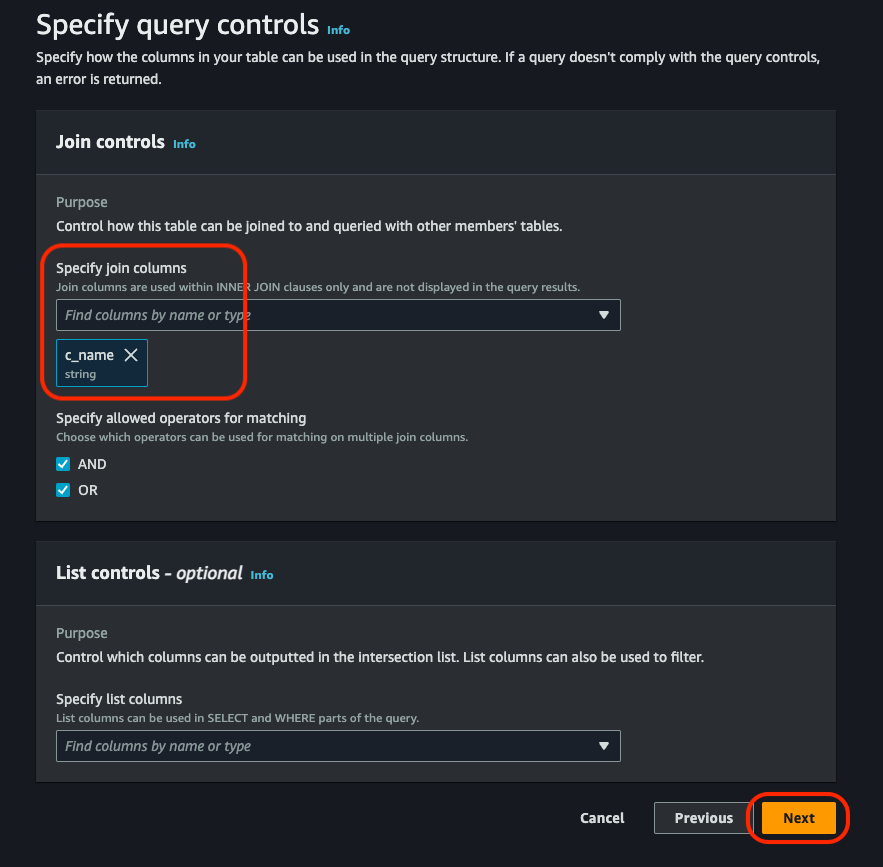 Specify query controls Info
Specify how the columns in your table can be used in the query structure. If a query doesn't comply with the query controls,
an error is returned.
Join controls Info
Purpose
Control how this table can be joined to and queried with other members' tables.
Specify join columns
Join columns are used within INNER JOIN clauses only and are not displayed in the query results.
Find columns by name or type
c_name
string
Specify allowed operators for matching
Choose which operators can be used for matching on multiple join columns.
AND
OR
List controls - optional Info
Purpose
Control which columns can be outputted in the intersection list. List columns can also be used to filter.
Specify list columns
List columns can be used in SELECT and WHERE parts of the query.
Find columns by name or type
Cancel Previous Next